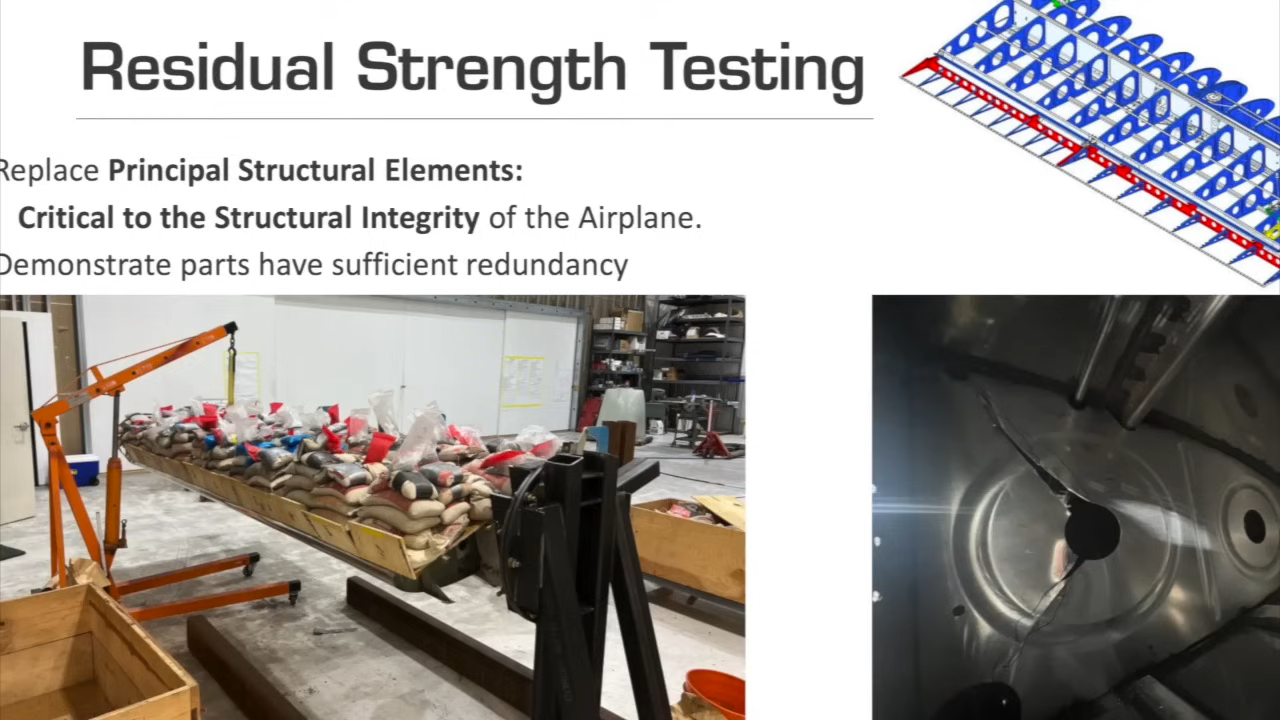 Residual Strength Testing
Replace Principal Structural Elements:
Critical to the Structural Integrity of the Airplane.
Demonstrate parts have sufficient redundancy